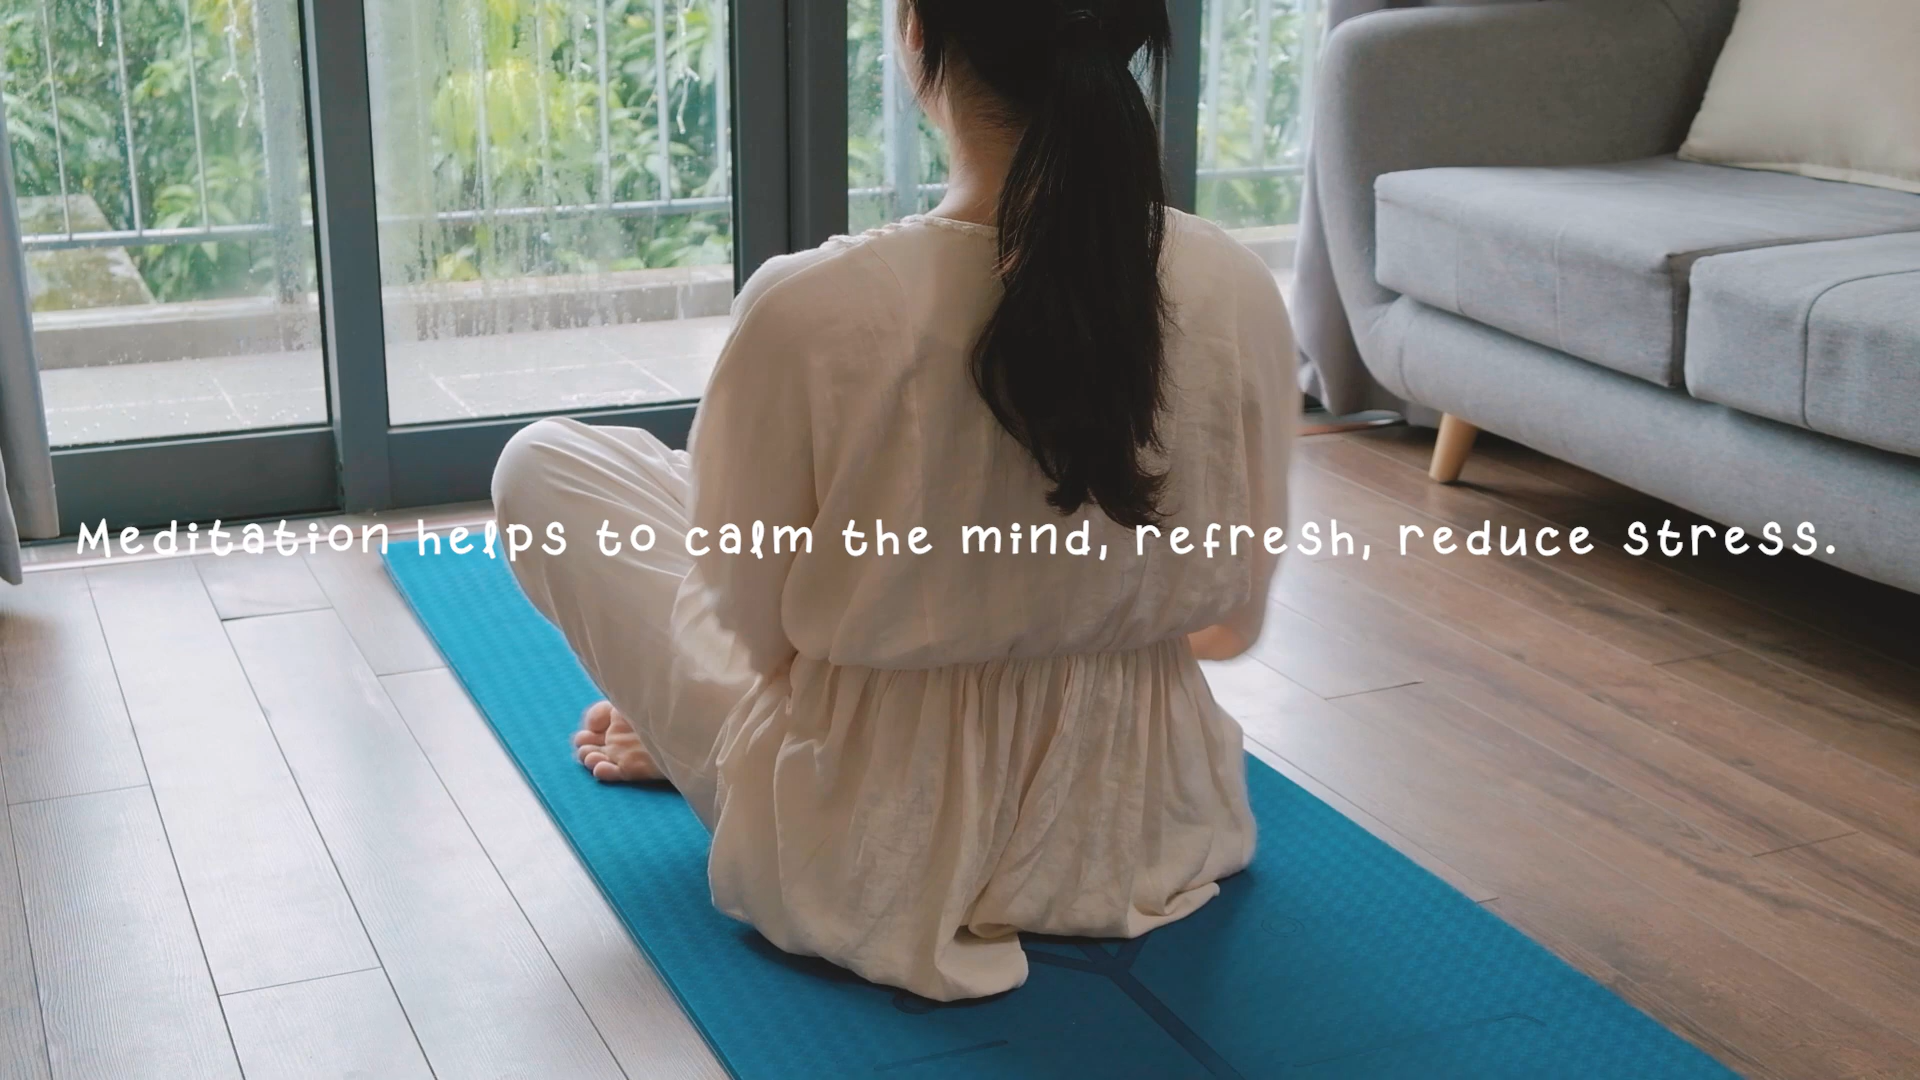 Meditation helps to calm the mind, refresh, reduce stress.